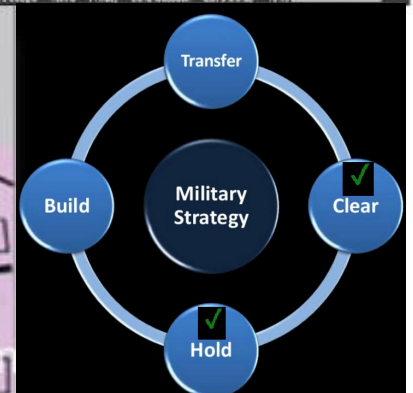 Transfer
Build
Military
Strategy
√
Clear
√
Hold